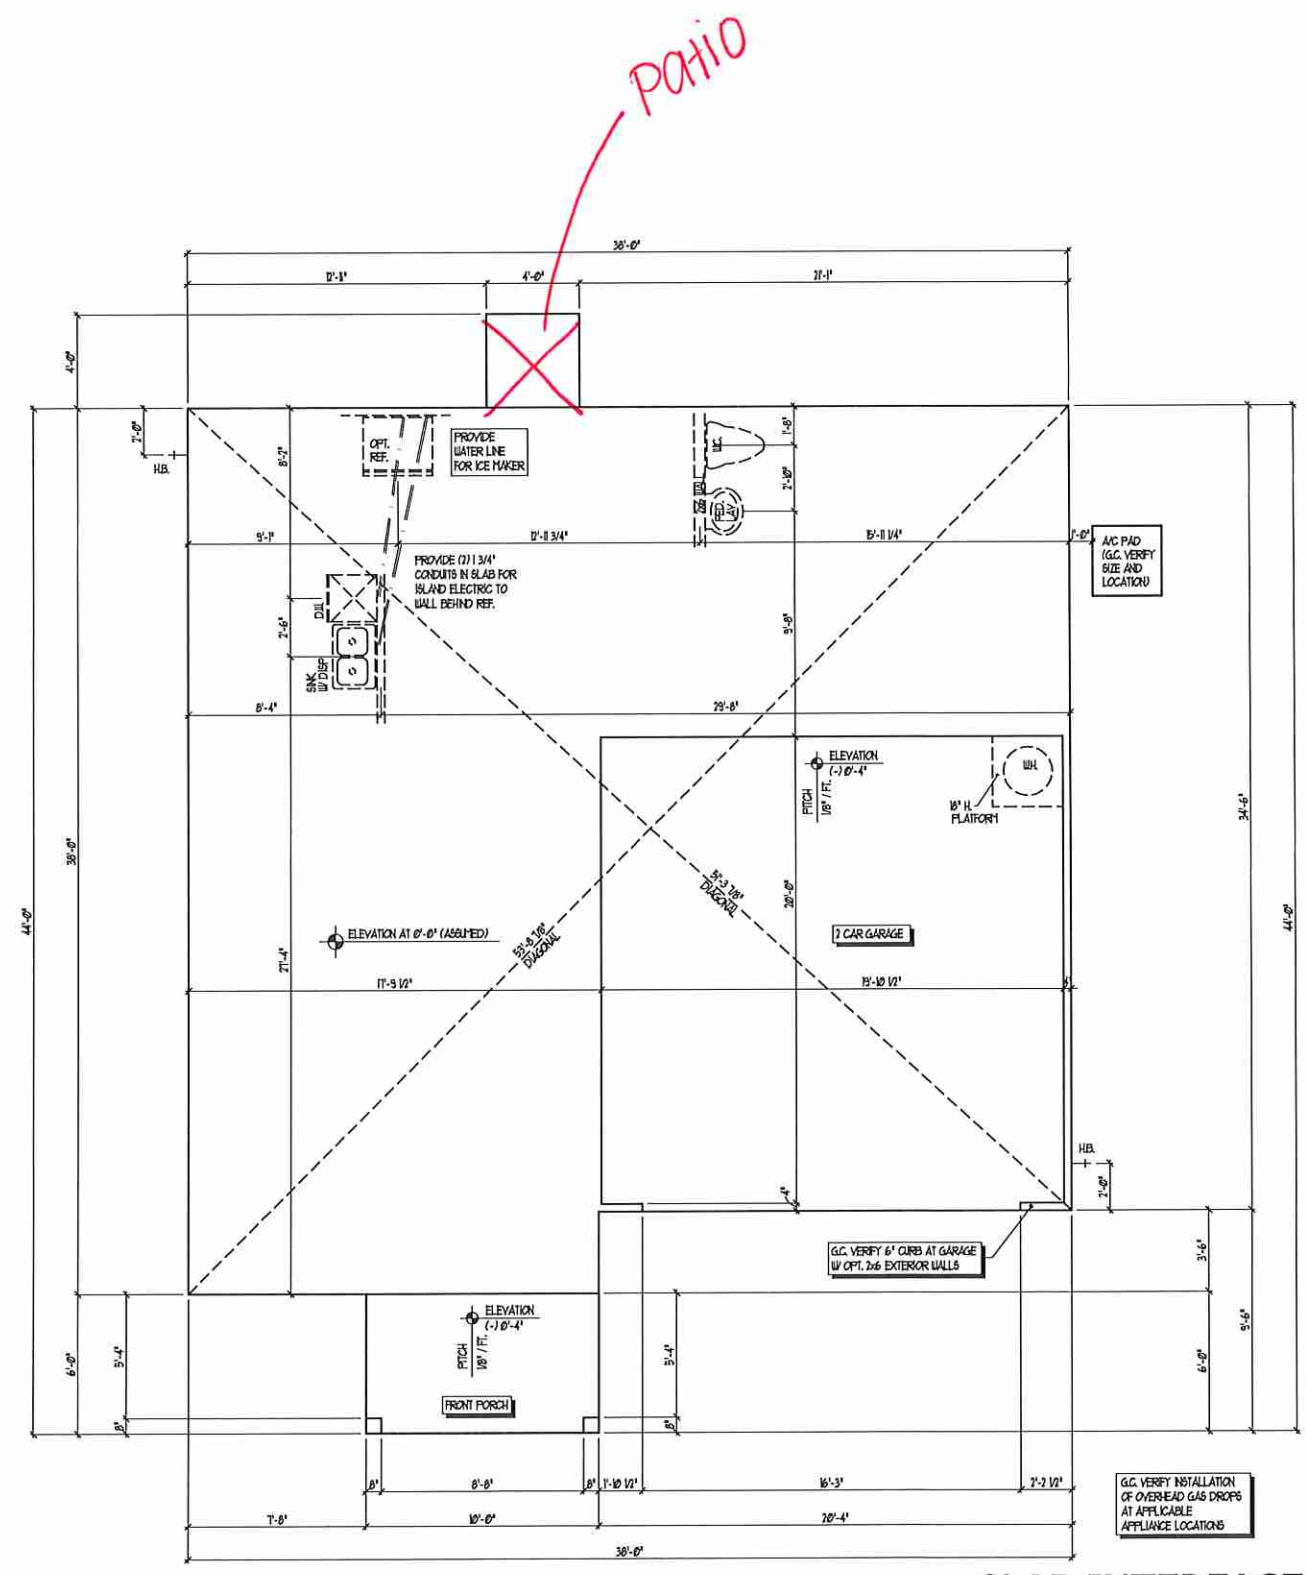 Patio
38'-0"
12'-11"
4'-0"
21'-1"
4'-0"
2'-0"
H.B.
8'-2"
OPT.
REF.
PROVIDE
WATER LINE
FOR ICE MAKER
W.C.
1'-8"
2'-10"
PED.
LAV
9'-1"
12'-11 3/4"
15'-11 1/4"
1'-0"
A/C PAD
(G.C. VERIFY
SIZE AND
LOCATION)
PROVIDE (2) 1 3/4"
CONDUITS IN SLAB FOR
ISLAND ELECTRIC TO
WALL BEHIND REF.
D.W.
2'-6"
SINK
W/ DISP
9'-8"
8'-4"
29'-8"
ELEVATION
(-) 0'-4"
PITCH
1/8" / FT.
W.H.
18" H.
PLATFORM
34'-6"
38'-0"
44'-0"
44'-0"
51'-3 7/8"
DIAGONAL
20'-0"
53'-8 7/8"
DIAGONAL
ELEVATION AT 0'-0" (ASSUMED)
2 CAR GARAGE
27'-4"
17'-9 1/2"
19'-10 1/2"
H.B.
2'-0"
4"
G.C. VERIFY 6" CURB AT GARAGE
W/ OPT. 2x6 EXTERIOR WALLS
3'-6"
9'-6"
ELEVATION
(-) 0'-4"
PITCH
1/8" / FT.
FRONT PORCH
6'-0"
5'-4"
8"
5'-4"
8"
6'-0"
8"
8'-8"
8"
1'-10 1/2"
16'-3"
2'-2 1/2"
7'-8"
10'-0"
20'-4"
38'-0"
G.C. VERIFY INSTALLATION
OF OVERHEAD GAS DROPS
AT APPLICABLE
APPLIANCE LOCATIONS